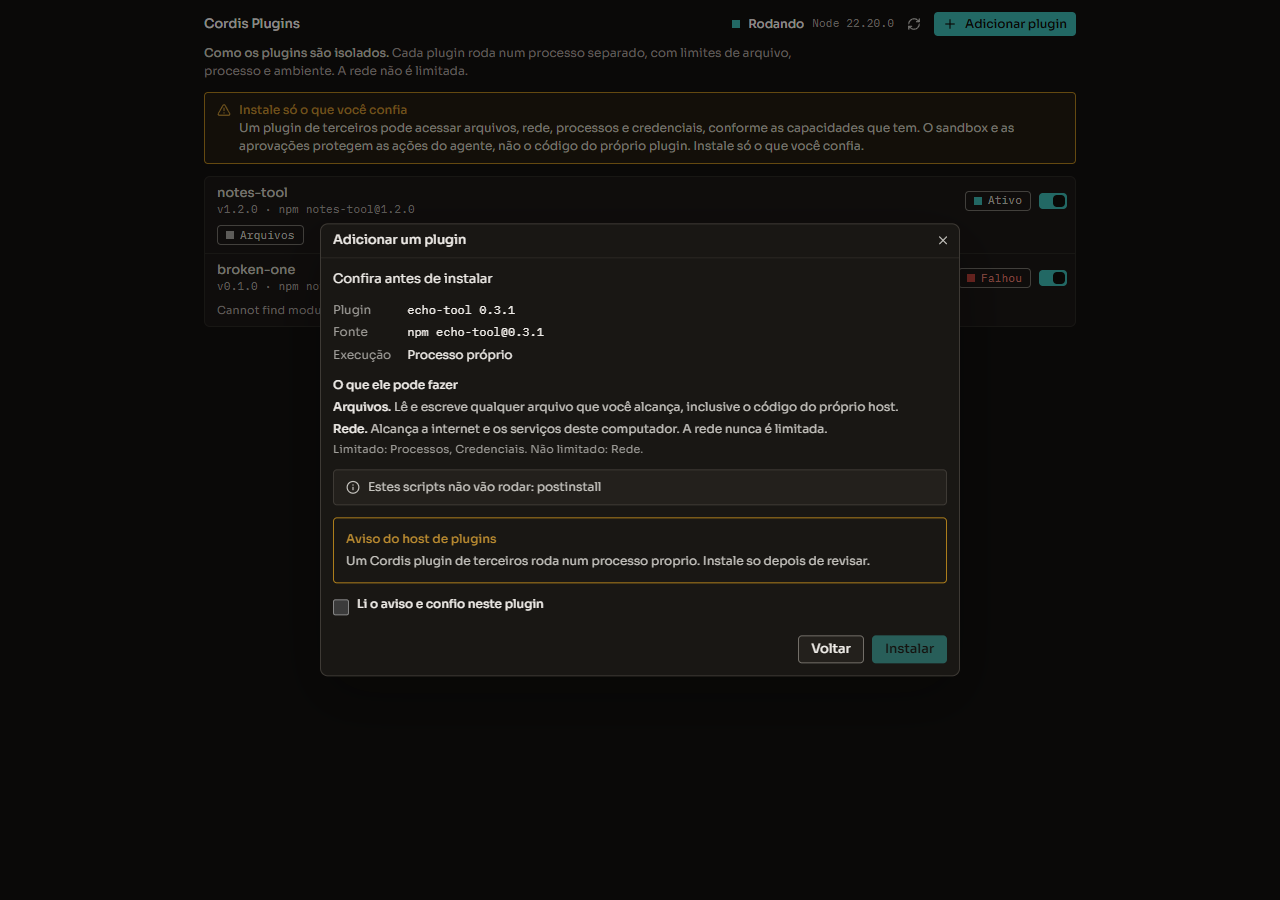 Cordis Plugins
Rodando Node 22.20.0
Adicionar plugin
Como os plugins são isolados. Cada plugin roda num processo separado, com limites de arquivo,
processo e ambiente. A rede não é limitada.
Instale só o que você confia
Um plugin de terceiros pode acessar arquivos, rede, processos e credenciais, conforme as capacidades que tem. O sandbox e as
aprovações protegem as ações do agente, não o código do próprio plugin. Instale só o que você confia.
notes-tool
v1.2.0 · npm notes-tool@1.2.0
Ativo
Arquivos
broken-one
v0.1.0 · npm no
Falhou
Cannot find modu
Adicionar um plugin
Confira antes de instalar
Plugin echo-tool 0.3.1
Fonte npm echo-tool@0.3.1
Execução Processo próprio
O que ele pode fazer
Arquivos. Lê e escreve qualquer arquivo que você alcança, inclusive o código do próprio host.
Rede. Alcança a internet e os serviços deste computador. A rede nunca é limitada.
Limitado: Processos, Credenciais. Não limitado: Rede.
Estes scripts não vão rodar: postinstall
Aviso do host de plugins
Um Cordis plugin de terceiros roda num processo proprio. Instale so depois de revisar.
Li o aviso e confio neste plugin
Voltar
Instalar